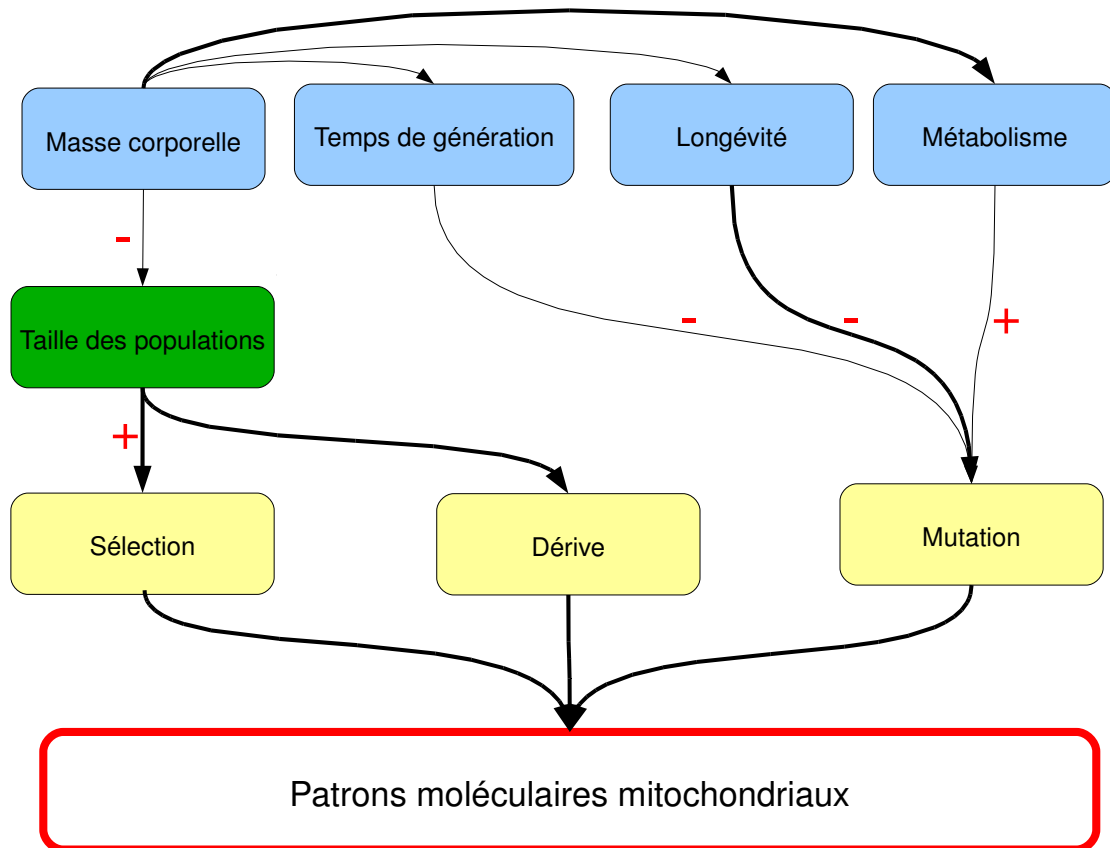 Masse corporelle
Temps de génération
Longévité
Métabolisme
-
-
-
+
Taille des populations
+
Sélection
Dérive
Mutation
Patrons moléculaires mitochondriaux